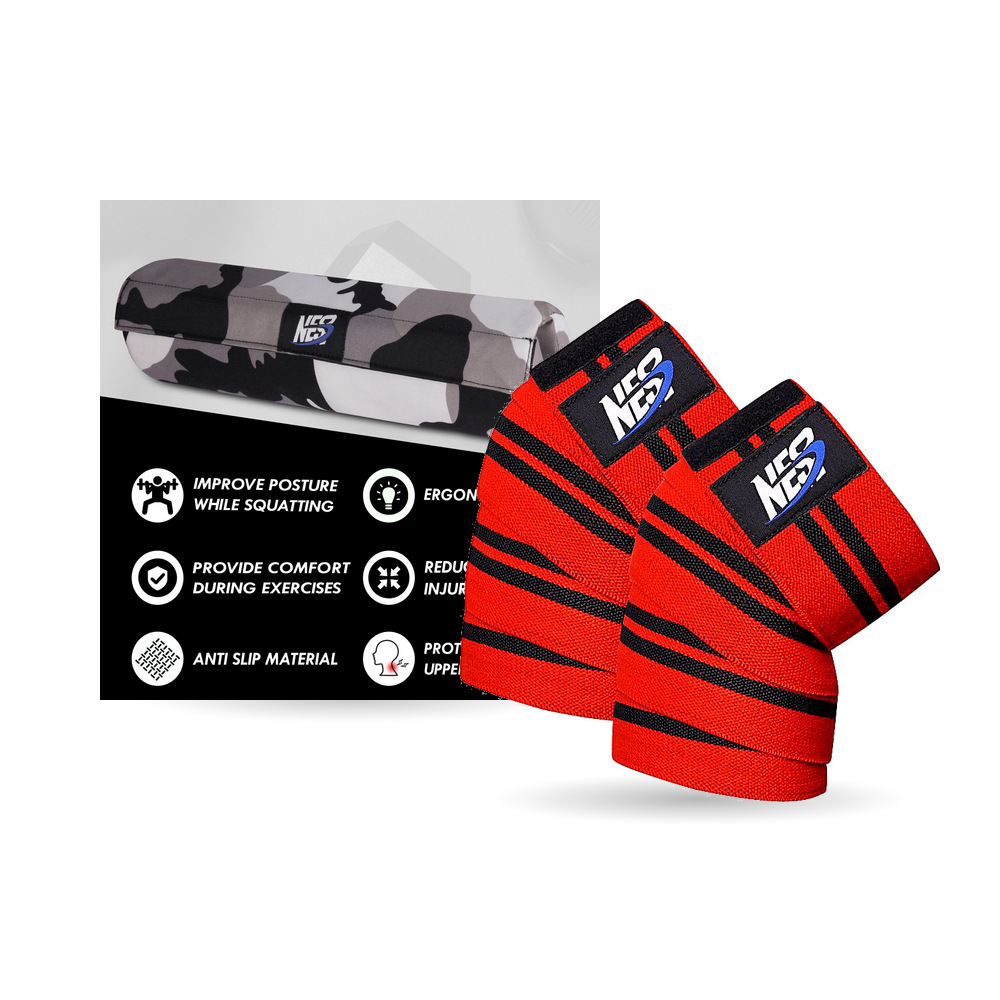 NES
IMPROVE POSTURE
WHILE SQUATTING
PROVIDE COMFORT
DURING EXERCISES
ANTI SLIP MATERIAL
NES
NES